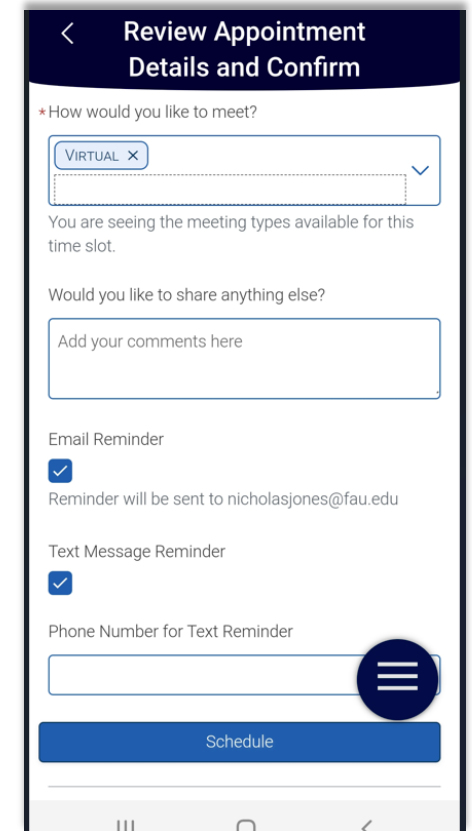 Review Appointment
Details and Confirm
*How would you like to meet?
VIRTUAL ×
You are seeing the meeting types available for this
time slot.
Would you like to share anything else?
Add your comments here
Email Reminder
Reminder will be sent to nicholasjones@fau.edu
Text Message Reminder
Phone Number for Text Reminder
Schedule